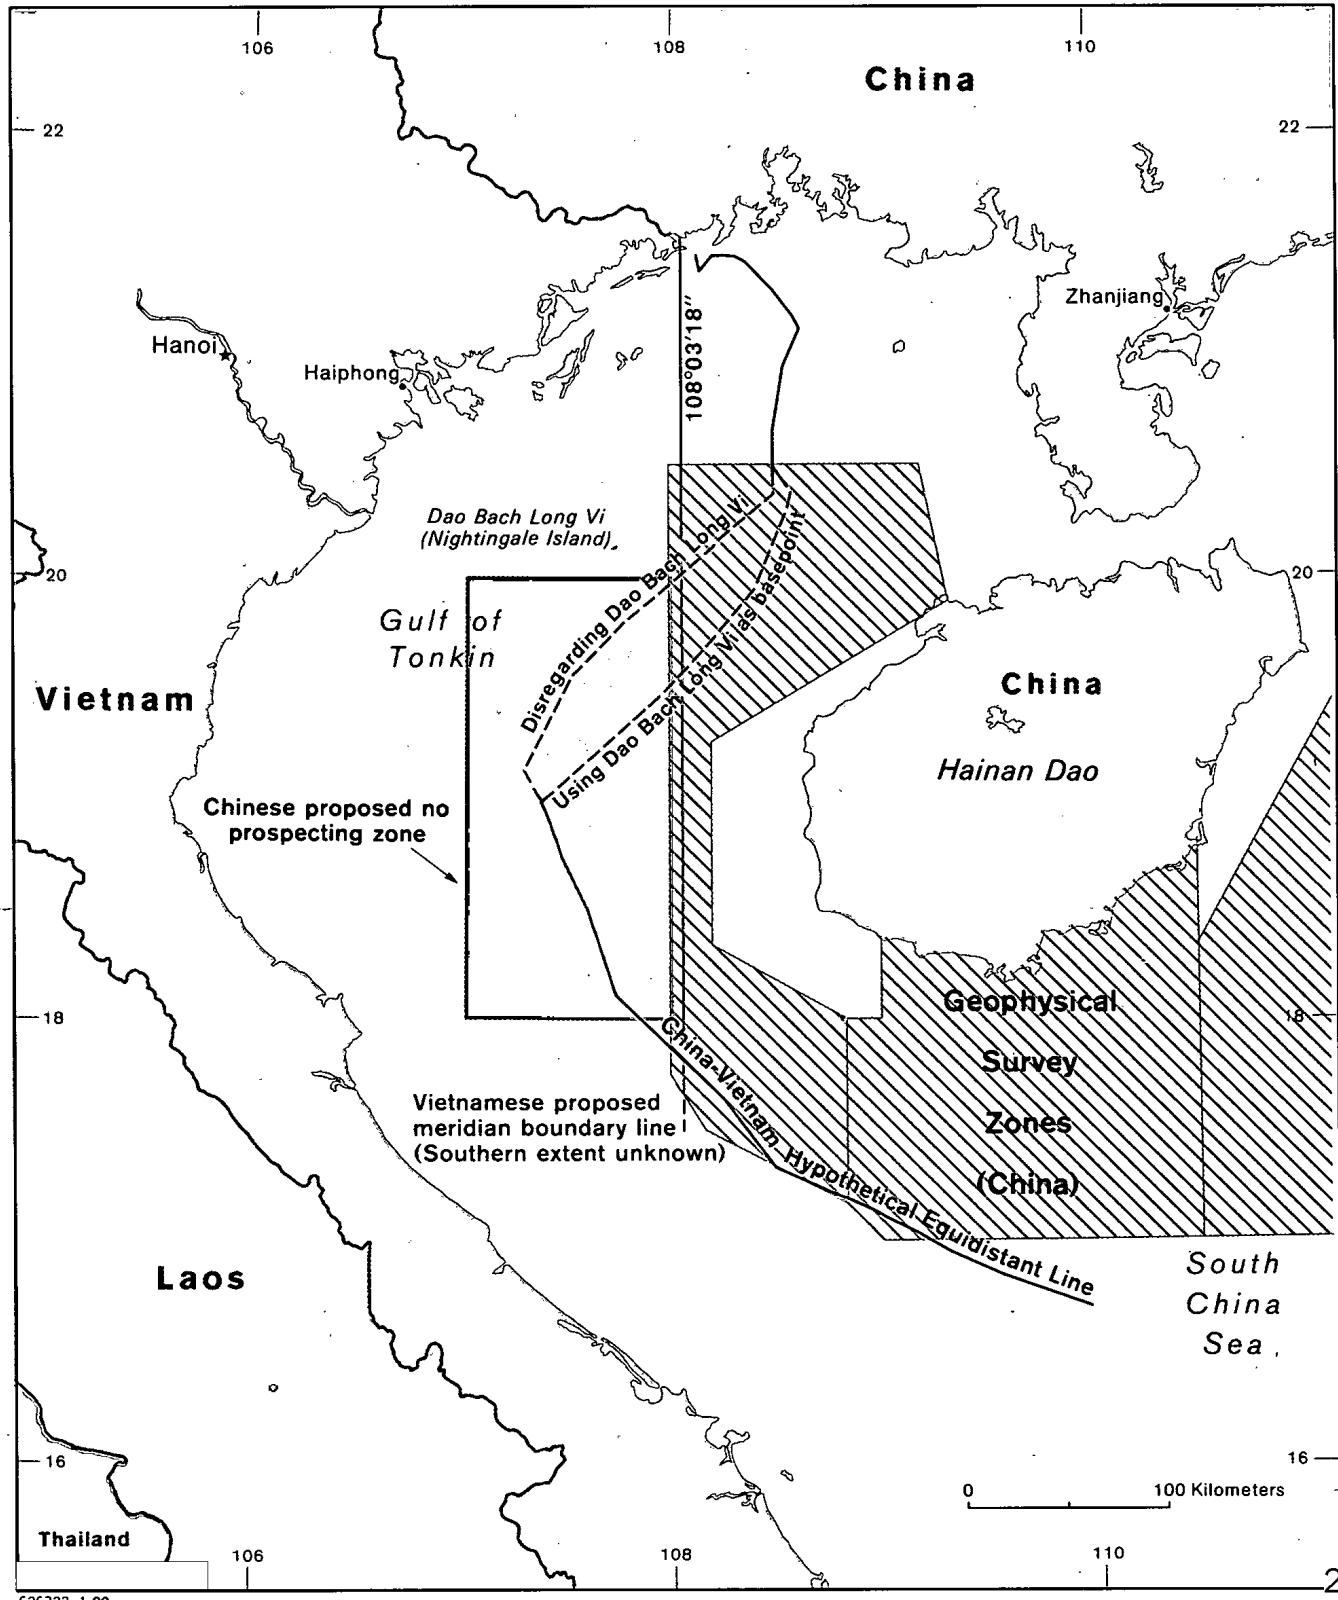 106
108
110
China
22
22
Zhanjiang
108°03'18"
Hanoi
Haiphong
Dao Bach Long Vi
(Nightingale Island)
20
20
Disregarding Dao Bach Long Vi
Using Dao Bach Long Vi as basepoint
Gulf of
Tonkin
Vietnam
China
Hainan Dao
Chinese proposed no
prospecting zone
18
18
Geophysical
Survey
Zones
(China)
China-Vietnam Hypothetical Equidistant Line
Vietnamese proposed
meridian boundary line
(Southern extent unknown)
South
China
Sea
Laos
16
16
0 100 Kilometers
Thailand
106
108
110
2